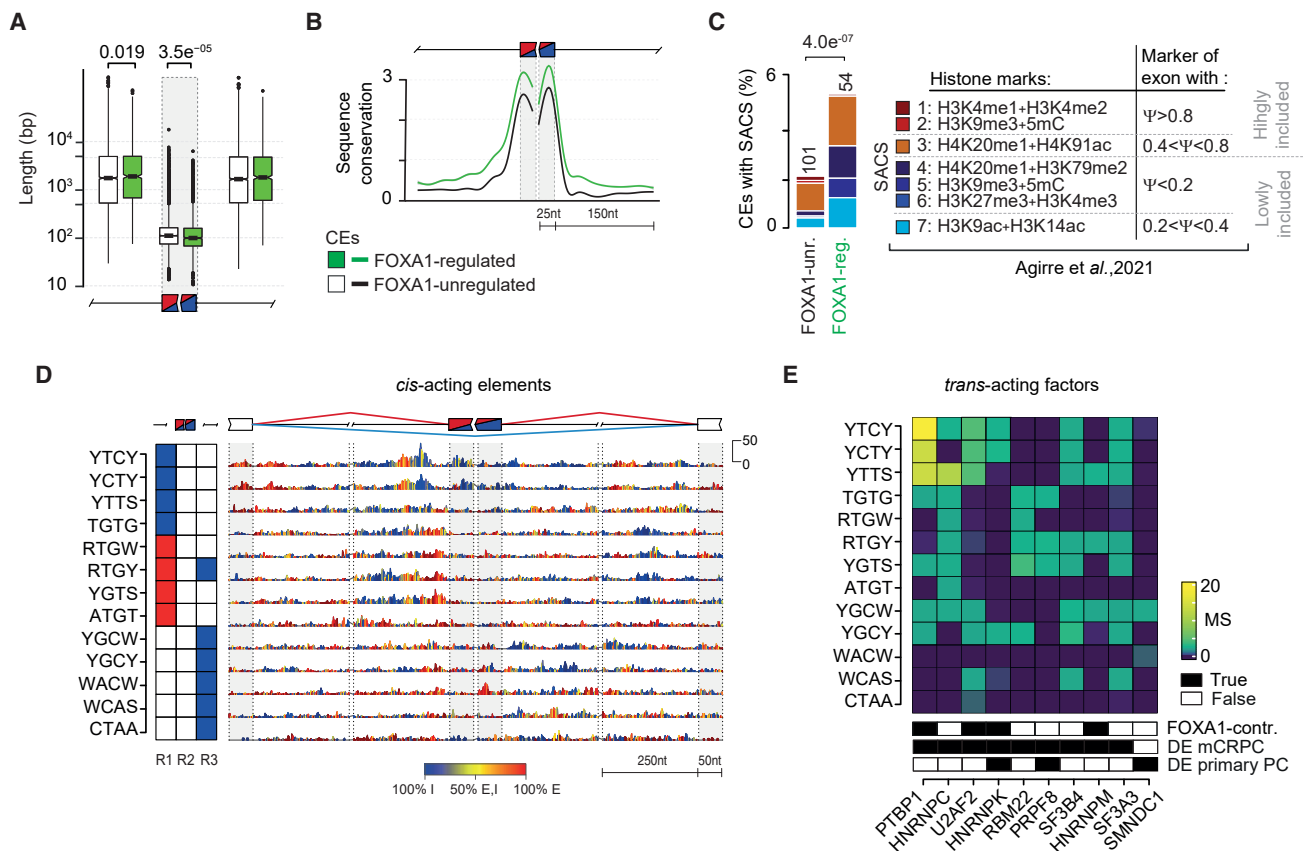 A
0.019
3.5e⁻⁰⁵
Length (bp)
10⁴
10³
10²
10
B
Sequence
conservation
3
0
25nt
150nt
CEs
FOXA1-regulated
FOXA1-unregulated
C
4.0e⁻⁰⁷
CEs with SACS (%)
6
0
101
54
FOXA1-unr.
FOXA1-reg.
SACS
Histone marks:
Marker of
exon with :
1: H3K4me1+H3K4me2
2: H3K9me3+5mC
Ψ>0.8
3: H4K20me1+H4K91ac
0.4<Ψ<0.8
4: H4K20me1+H3K79me2
5: H3K9me3+5mC
6: H3K27me3+H3K4me3
Ψ<0.2
7: H3K9ac+H3K14ac
0.2<Ψ<0.4
Hihgly
included
Lowly
included
Agirre et al.,2021
D
cis-acting elements
50
0
YTCY
YCTY
YTTS
TGTG
RTGW
RTGY
YGTS
ATGT
YGCW
YGCY
WACW
WCAS
CTAA
R1 R2 R3
250nt
50nt
100% I
50% E,I
100% E
E
trans-acting factors
YTCY
YCTY
YTTS
TGTG
RTGW
RTGY
YGTS
ATGT
YGCW
YGCY
WACW
WCAS
CTAA
20
MS
0
True
False
FOXA1-contr.
DE mCRPC
DE primary PC
PTBP1
HNRNPC
U2AF2
HNRNPK
RBM22
PRPF8
SF3B4
HNRNPM
SF3A3
SMNDC1